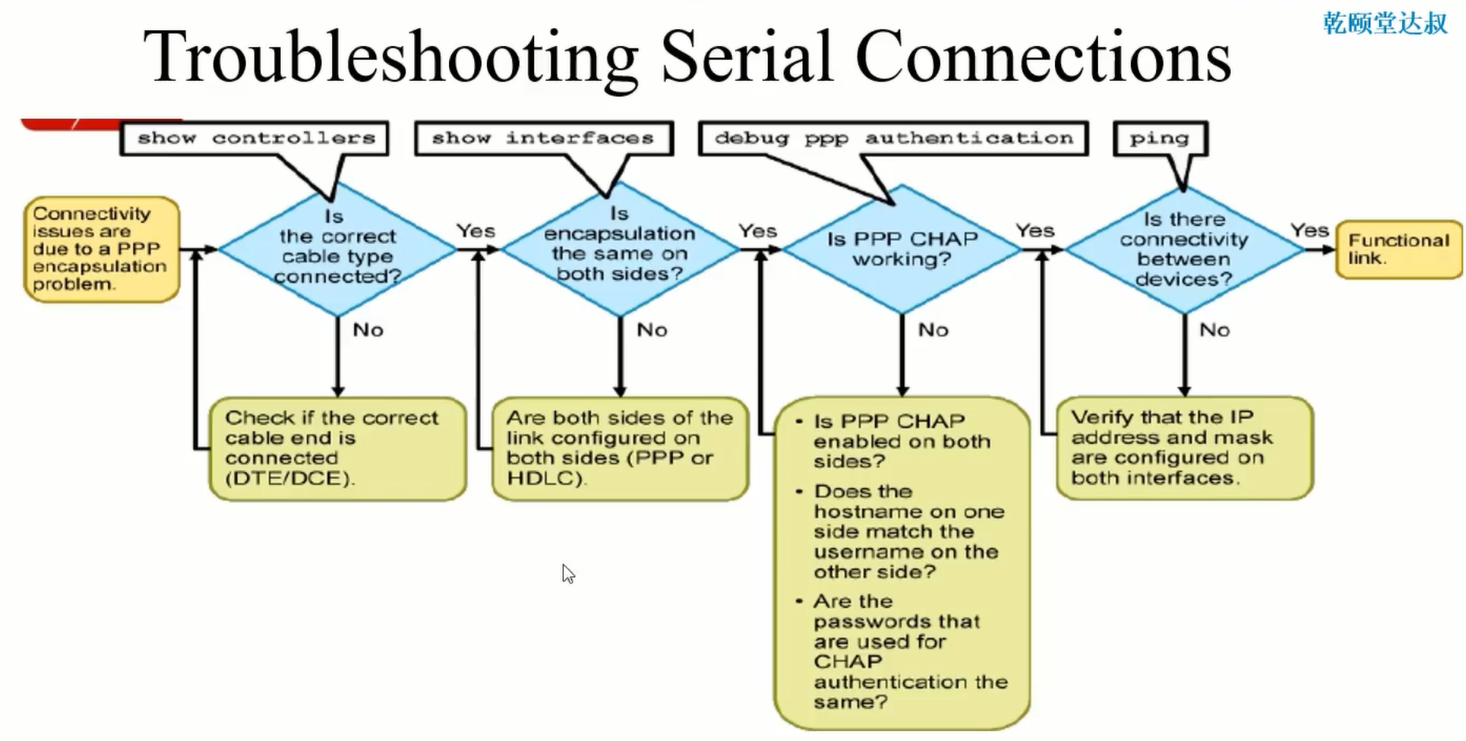 乾颐堂达叔
Troubleshooting Serial Connections
show controllers
show interfaces
debug ppp authentication
ping
Connectivity
issues are
due to a PPP
encapsulation
problem.
Is
the correct
cable type
connected?
Yes
Is
encapsulation
the same on
both sides?
Yes
Is PPP CHAP
working?
Yes
Is there
connectivity
between
devices?
Yes
Functional
link.
No
No
No
No
Check if the correct
cable end is
connected
(DTE/DCE).
Are both sides of the
link configured on
both sides (PPP or
HDLC).
• Is PPP CHAP
enabled on both
sides?
• Does the
hostname on one
side match the
username on the
other side?
• Are the
passwords that
are used for
CHAP
authentication the
same?
Verify that the IP
address and mask
are configured on
both interfaces.